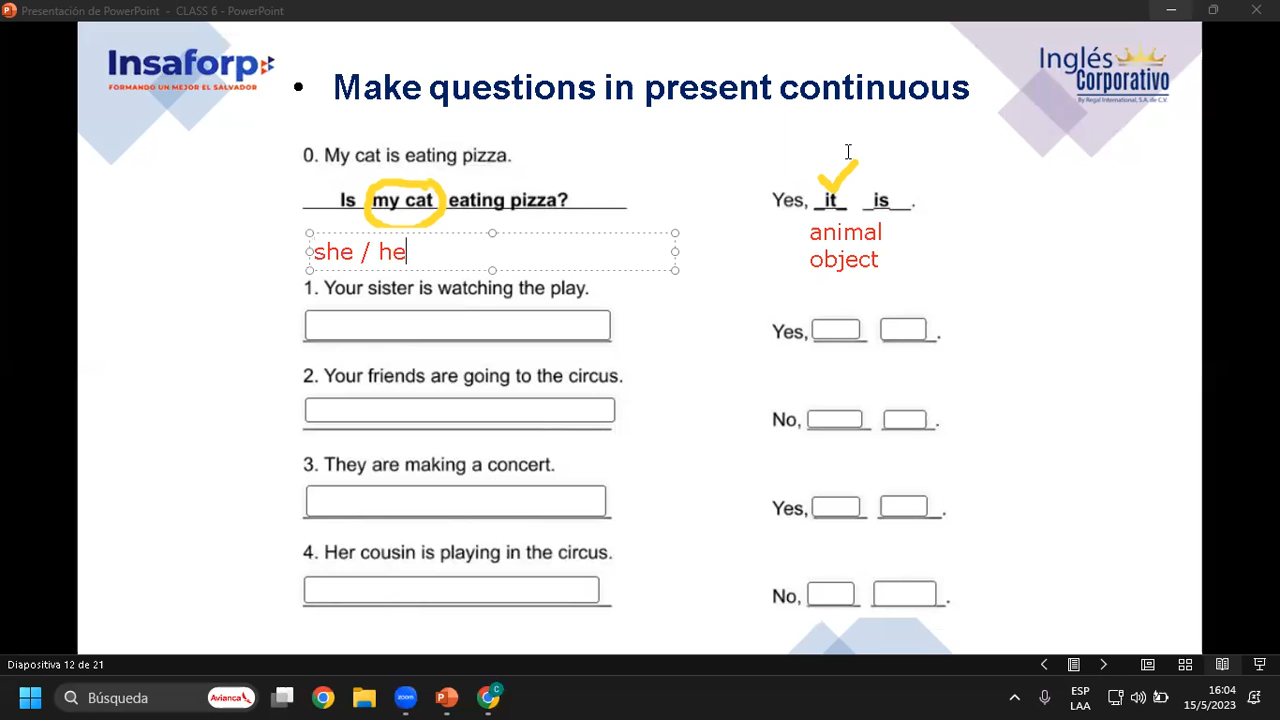 Presentación de PowerPoint - CLASS 6 - PowerPoint
Insaforp
FORMANDO UN MEJOR EL SALVADOR
Inglés
Corporativo
By Regal International, S.A. de C.V.
• Make questions in present continuous
0. My cat is eating pizza.
Is my cat eating pizza?
Yes, _it_ _is__.
she / he
animal
object
1. Your sister is watching the play.
Yes, .
2. Your friends are going to the circus.
No, .
3. They are making a concert.
Yes, .
4. Her cousin is playing in the circus.
No, .
Diapositiva 12 de 21
Búsqueda
Avianca
zoom
C
ESP
LAA
16:04
15/5/2023